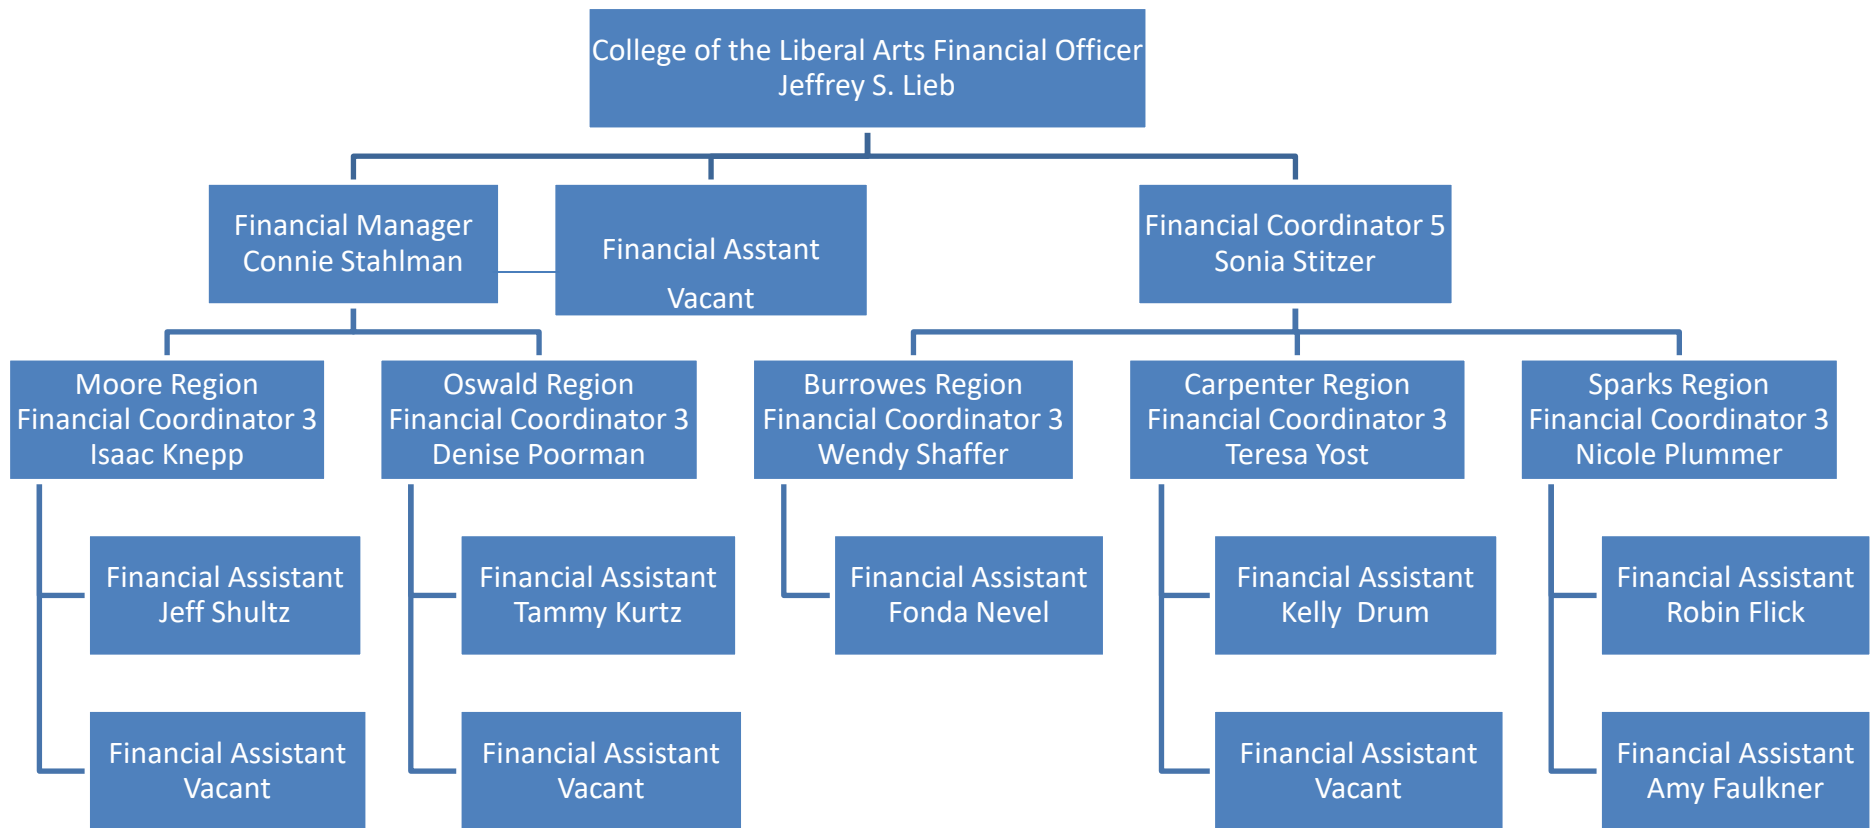 College of the Liberal Arts Financial Officer
Jeffrey S. Lieb
Financial Manager
Connie Stahlman
Financial Asstant
Vacant
Financial Coordinator 5
Sonia Stitzer
Moore Region
Financial Coordinator 3
Isaac Knepp
Oswald Region
Financial Coordinator 3
Denise Poorman
Burrowes Region
Financial Coordinator 3
Wendy Shaffer
Carpenter Region
Financial Coordinator 3
Teresa Yost
Sparks Region
Financial Coordinator 3
Nicole Plummer
Financial Assistant
Jeff Shultz
Financial Assistant
Tammy Kurtz
Financial Assistant
Fonda Nevel
Financial Assistant
Kelly  Drum
Financial Assistant
Robin Flick
Financial Assistant
Vacant
Financial Assistant
Vacant
Financial Assistant
Vacant
Financial Assistant
Amy Faulkner